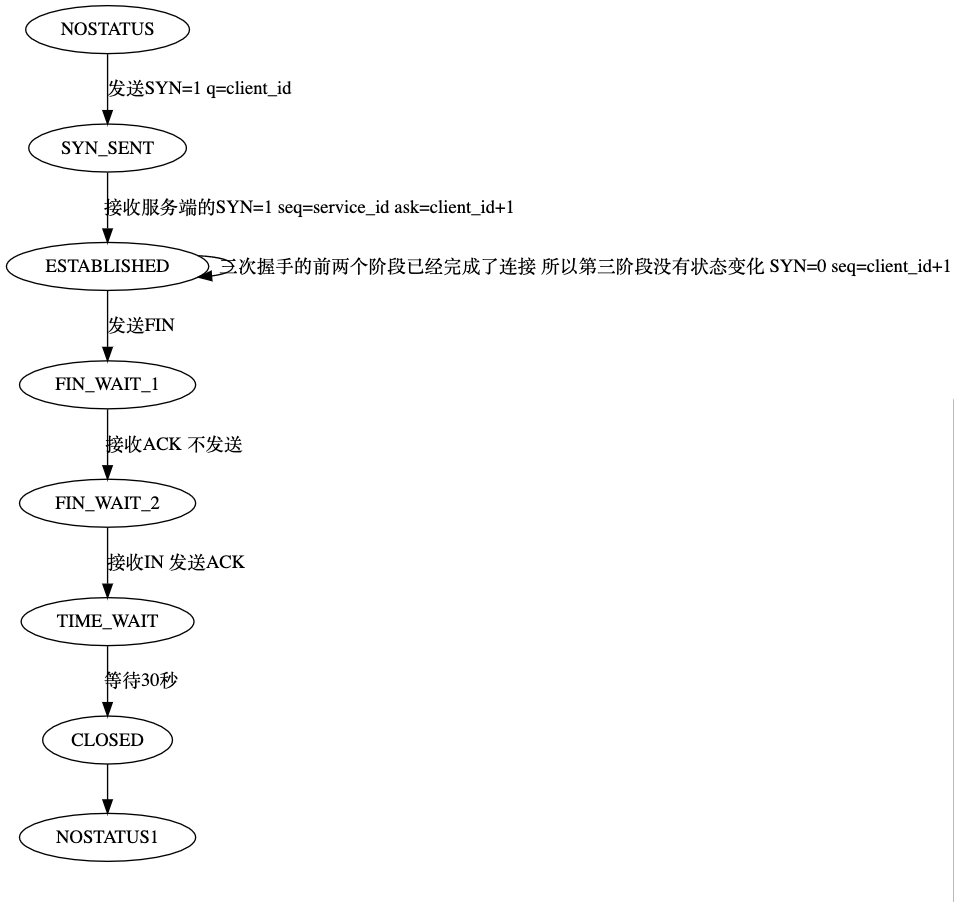 NOSTATUS
发送SYN=1 q=client_id
SYN_SENT
接收服务端的SYN=1 seq=service_id ask=client_id+1
ESTABLISHED
三次握手的前两个阶段已经完成了连接 所以第三阶段没有状态变化 SYN=0 seq=client_id+1
发送FIN
FIN_WAIT_1
接收ACK 不发送
FIN_WAIT_2
接收IN 发送ACK
TIME_WAIT
等待30秒
CLOSED
NOSTATUS1